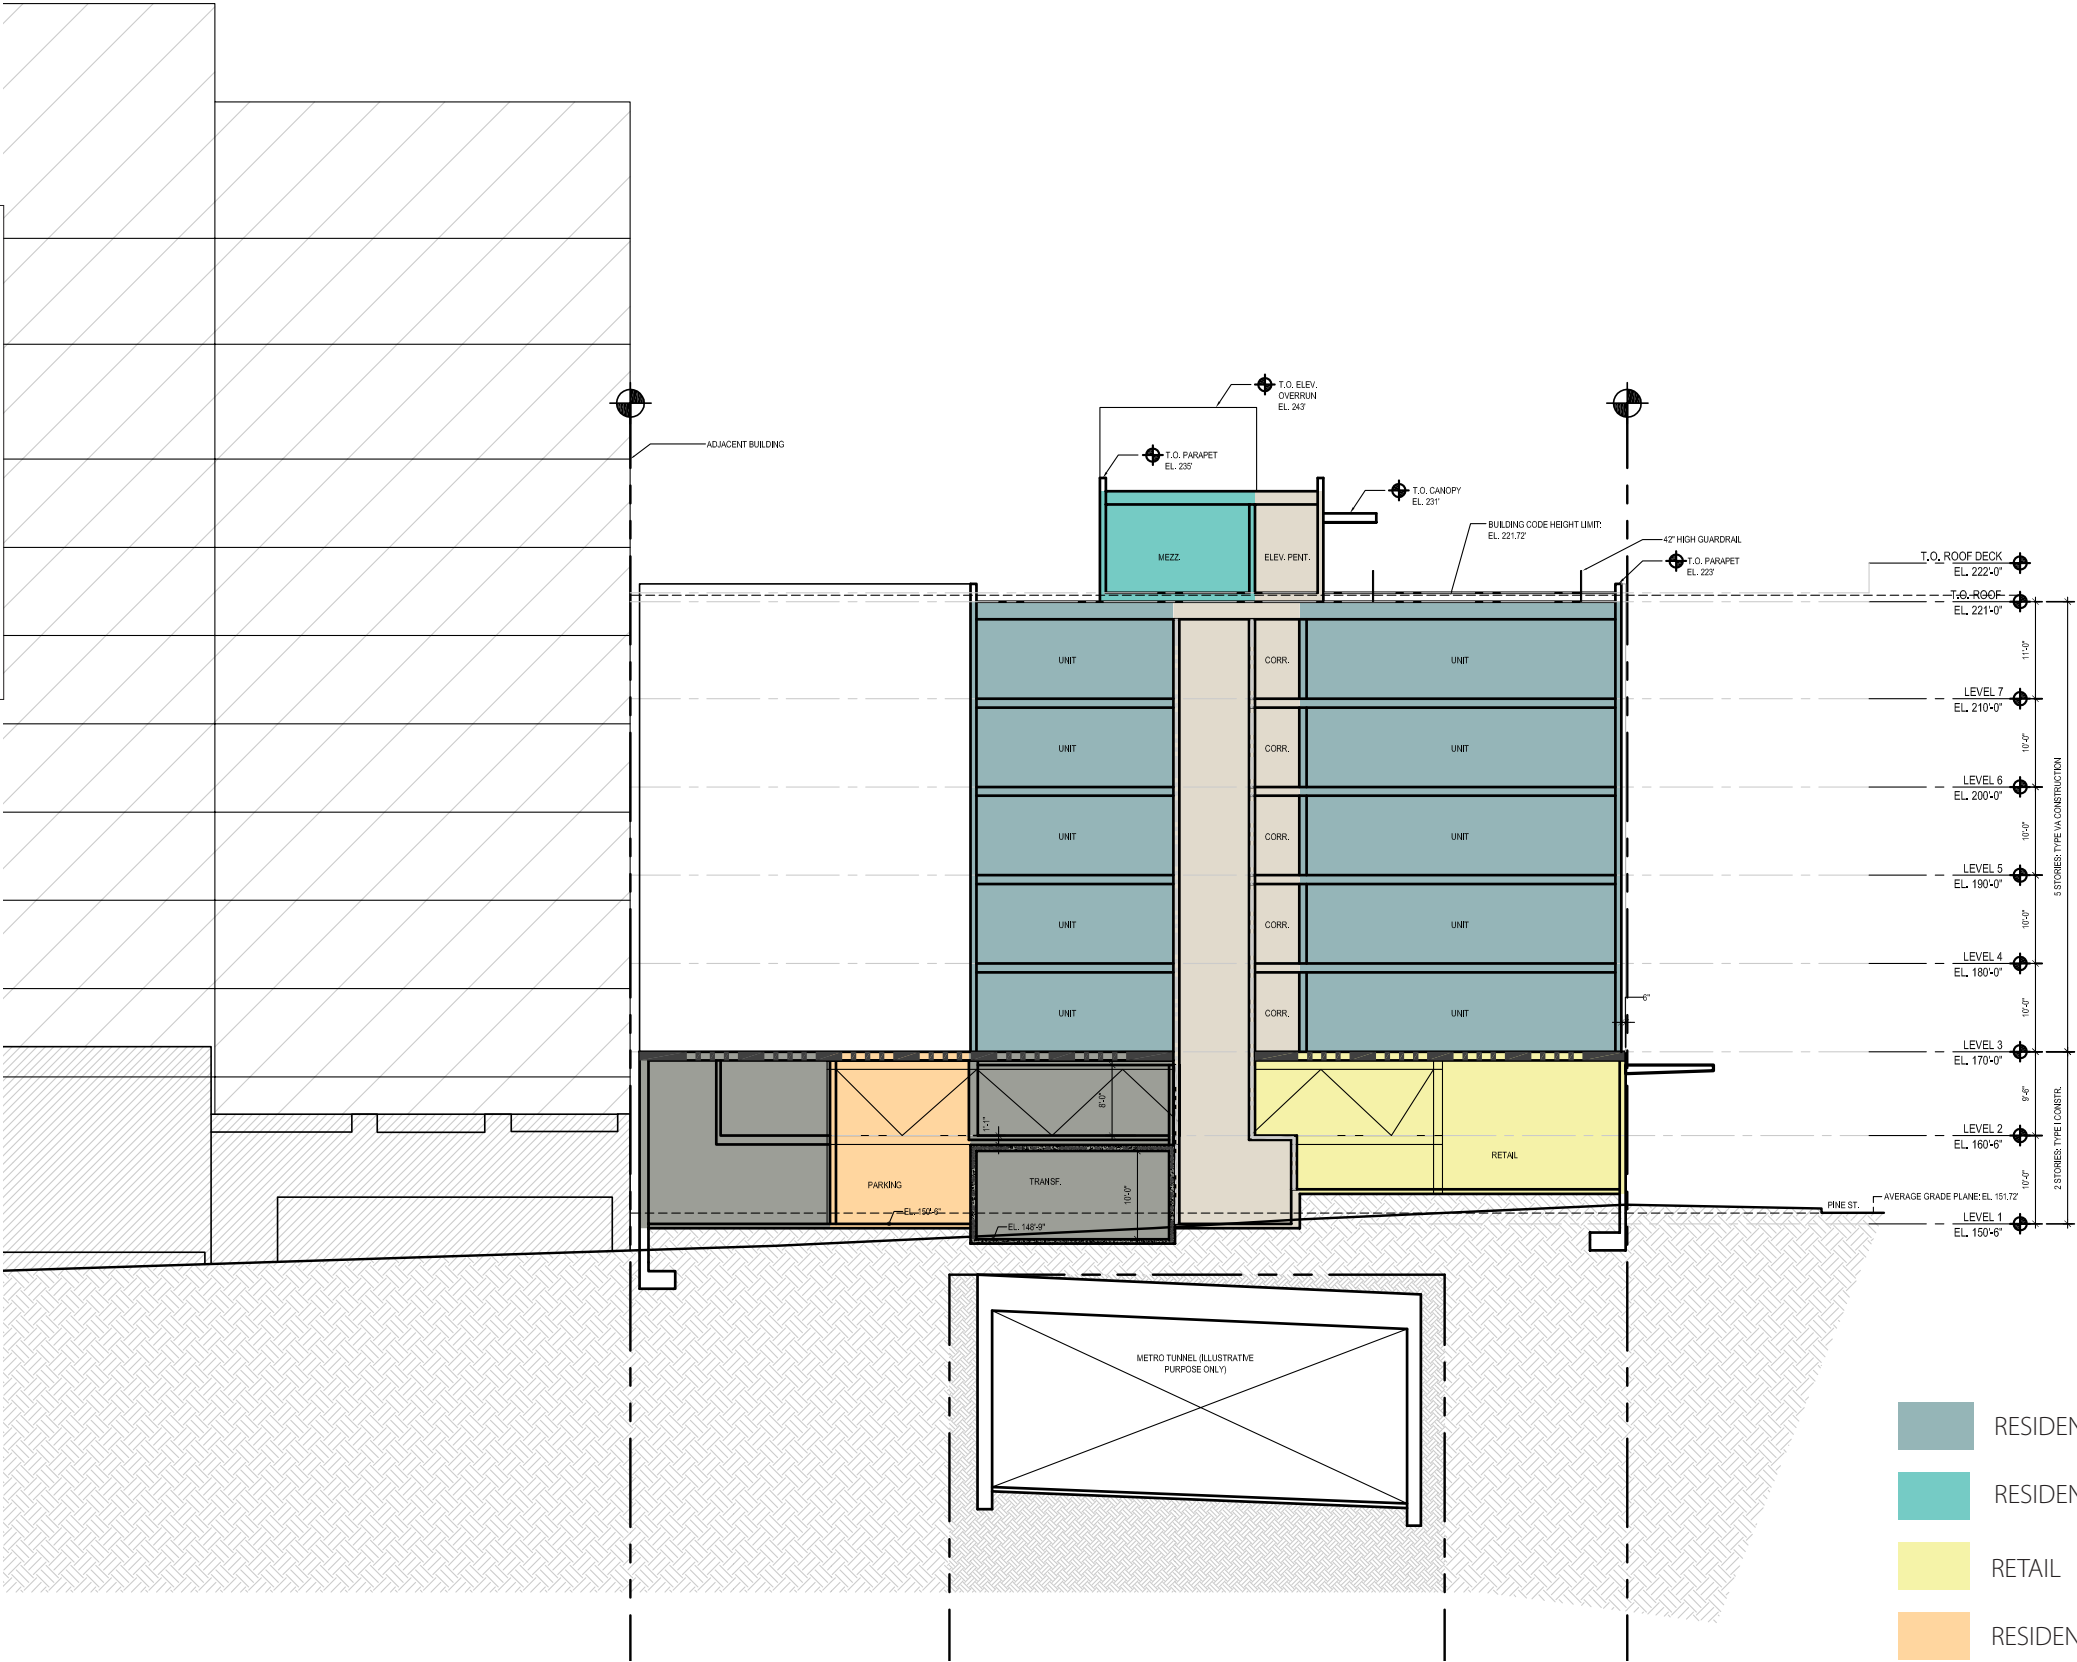 T.O. ELEV.
OVERRUN
EL. 243'
ADJACENT BUILDING
T.O. PARAPET
EL. 235'
T.O. CANOPY
EL. 231'
BUILDING CODE HEIGHT LIMIT:
EL. 221.72'
42" HIGH GUARDRAIL
T.O. PARAPET
EL. 223'
T.O. ROOF DECK
EL. 222'-0"
T.O. ROOF
EL. 221'-0"
MEZZ.
ELEV. PENT.
UNIT
CORR.
UNIT
11'-0"
LEVEL 7
EL. 210'-0"
UNIT
CORR.
UNIT
10'-0"
LEVEL 6
EL. 200'-0"
UNIT
CORR.
UNIT
10'-0"
LEVEL 5
EL. 190'-0"
5 STORIES: TYPE VA CONSTRUCTION
UNIT
CORR.
UNIT
10'-0"
LEVEL 4
EL. 180'-0"
6"
UNIT
CORR.
UNIT
10'-0"
LEVEL 3
EL. 170'-0"
8'-0"
1'-1"
9'-6"
LEVEL 2
EL. 160'-6"
2 STORIES: TYPE I CONSTR.
RETAIL
PARKING
TRANSF.
10'-0"
10'-0"
EL. 150'-6"
EL. 148'-9"
PINE ST.
AVERAGE GRADE PLANE: EL. 151.72'
LEVEL 1
EL. 150'-6"
METRO TUNNEL (ILLUSTRATIVE
PURPOSE ONLY)
RESIDEN
RESIDEN
RETAIL
RESIDEN